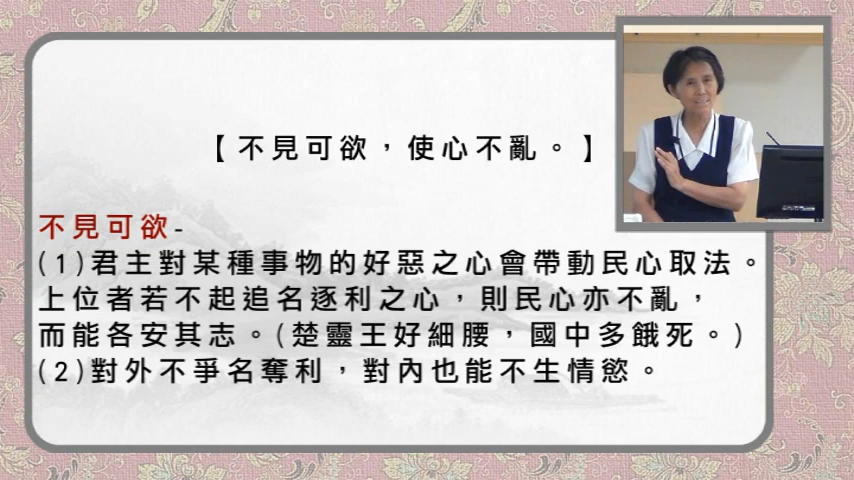 【不見可欲，使心不亂。】
不見可欲-
(1)君主對某種事物的好惡之心會帶動民心取法。
上位者若不起追名逐利之心，則民心亦不亂，
而能各安其志。(楚靈王好細腰，國中多餓死。)
(2)對外不爭名奪利，對內也能不生情慾。